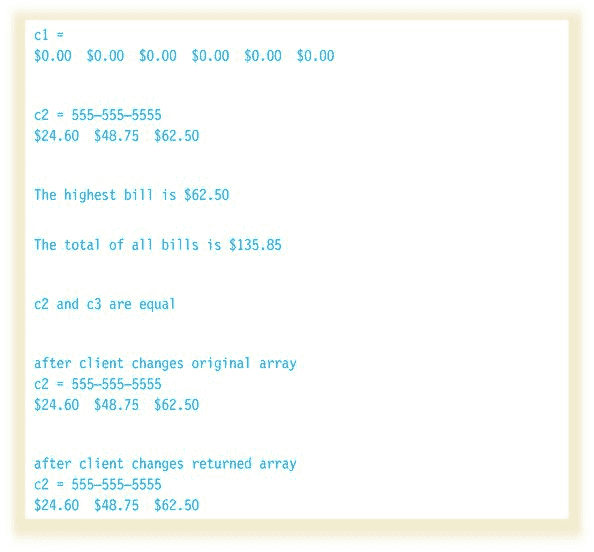 c1 =
$0.00 $0.00 $0.00 $0.00 $0.00 $0.00
c2 = 555–555–5555
$24.60 $48.75 $62.50
The highest bill is $62.50
The total of all bills is $135.85
c2 and c3 are equal
after client changes original array
c2 = 555–555–5555
$24.60 $48.75 $62.50
after client changes returned array
c2 = 555–555–5555
$24.60 $48.75 $62.50